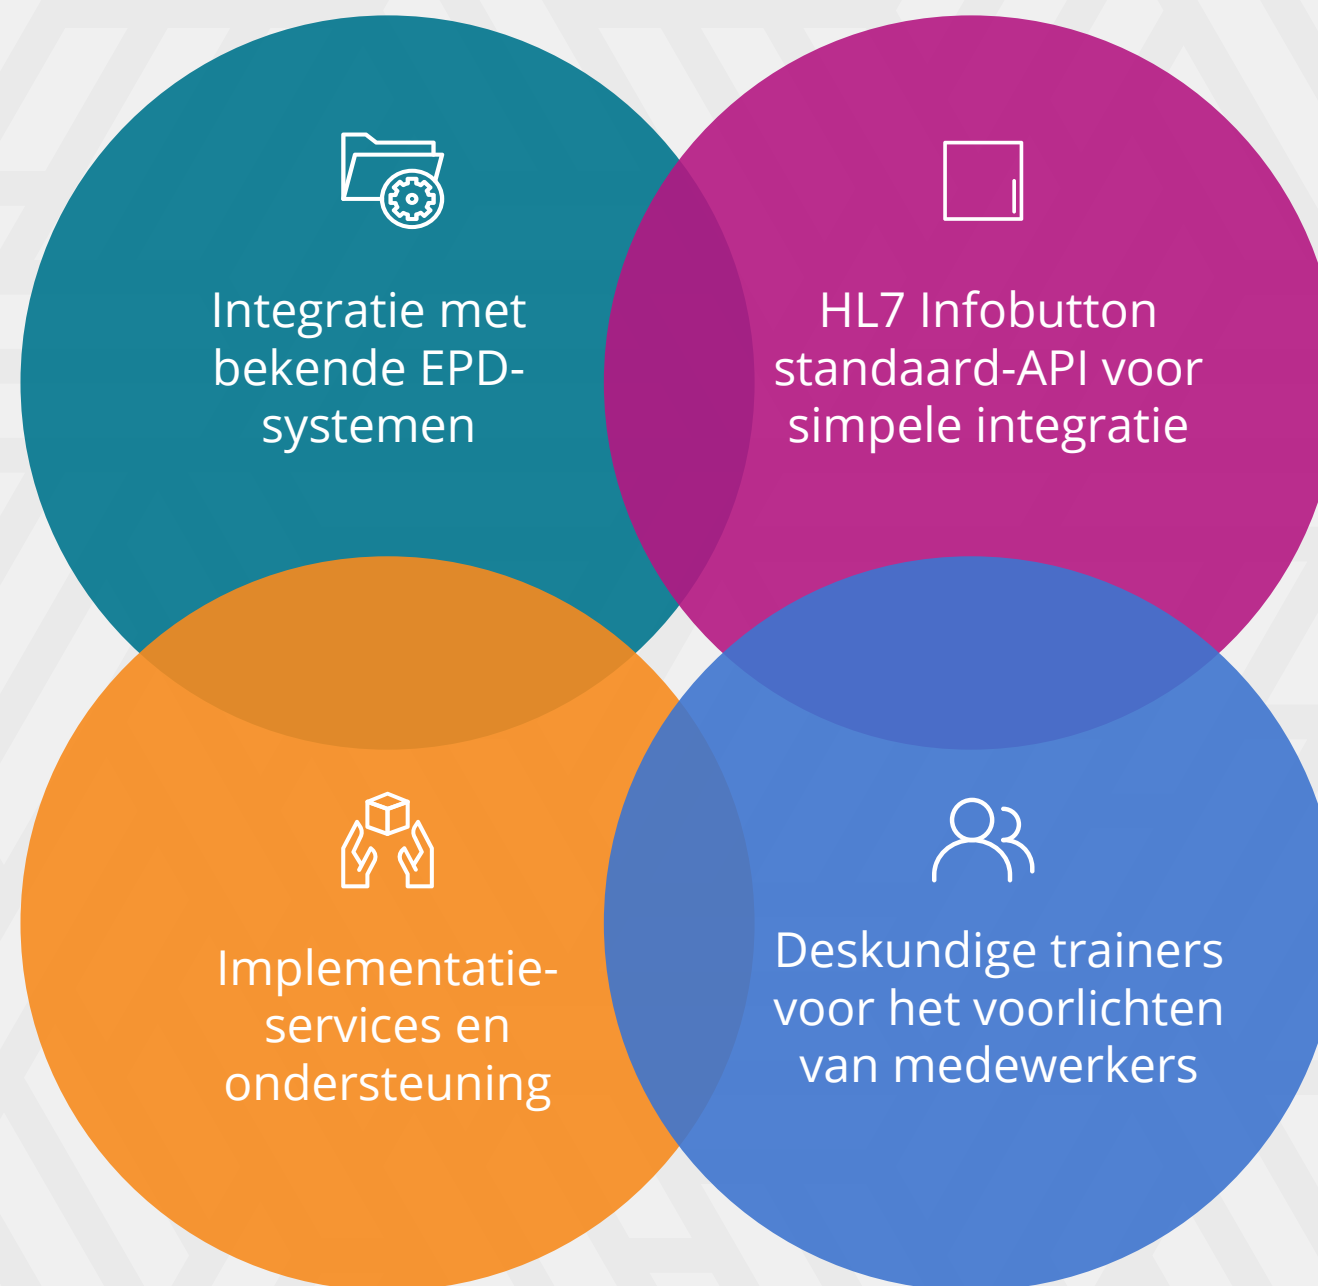 Integratie met
bekende EPD-
systemen
HL7 Infobutton
standaard-API voor
simpele integratie
Implementatie-
services en
ondersteuning
Deskundige trainers
voor het voorlichten
van medewerkers